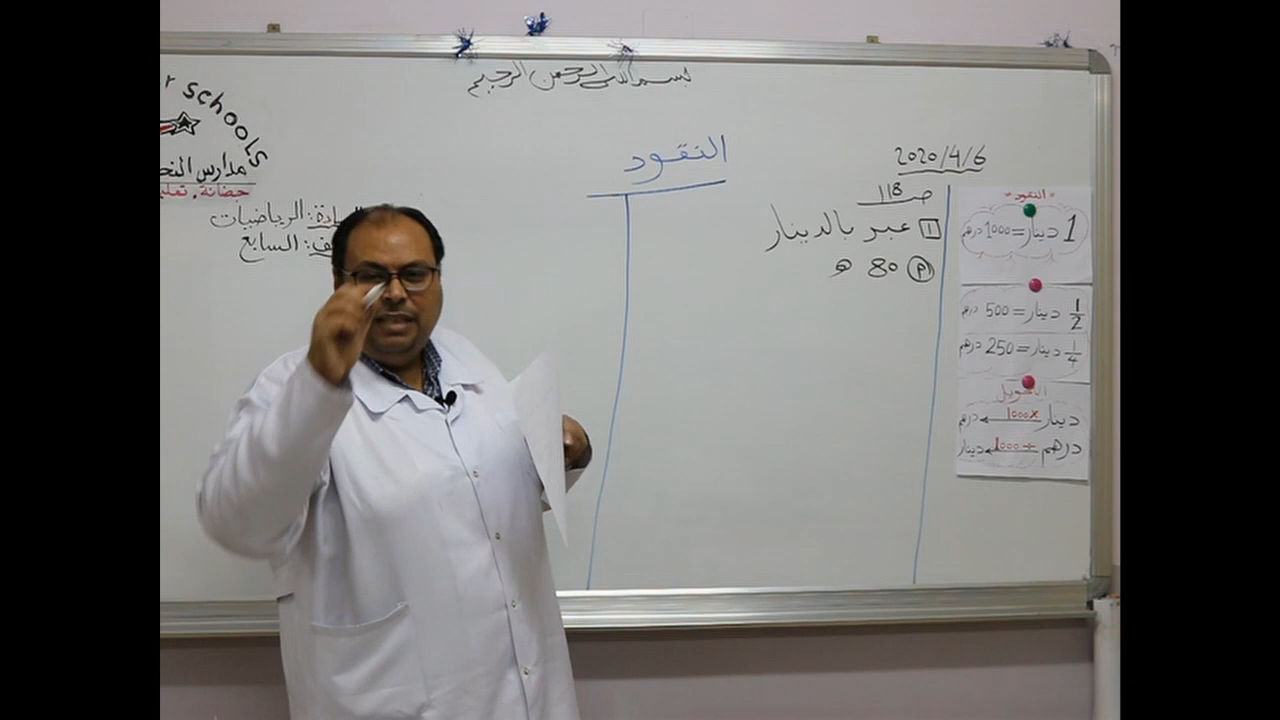 بسم الله الرحمن الرحيم
النقود
2020/4/6
ص 118
1 عبر بالدينار
م 80 هـ
* النقود *
1 دينار = 1000 درهم
1/2 دينار = 500 درهم
1/4 دينار = 250 درهم
التحويل
دينار ×1000 درهم
درهم ÷1000 دينار
schools
مدارس
حضانة.
: الرياضيات
: السابع